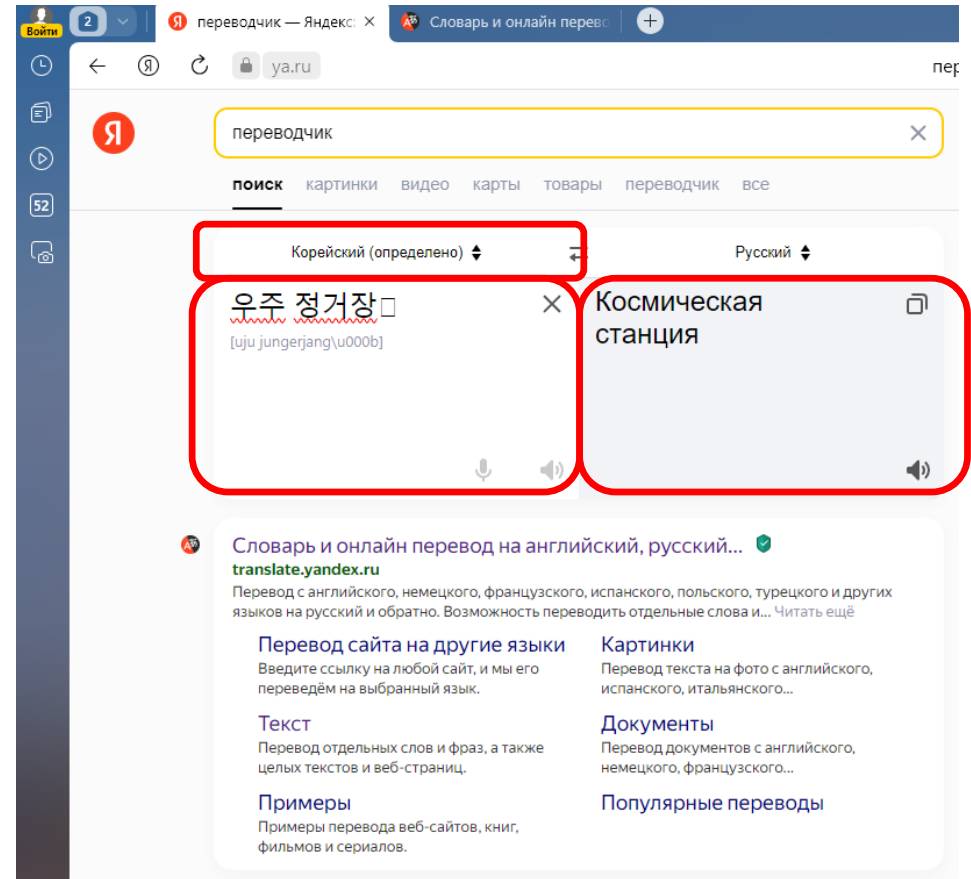 Войти
2
переводчик — Яндекс:
Словарь и онлайн перево
Я
ya.ru
пер
52
Я
переводчик
поиск картинки видео карты товары переводчик все
Корейский (определено)
Русский
우주 정거장□
[uju jungerjang\u000b]
Космическая
станция
Словарь и онлайн перевод на английский, русский...
translate.yandex.ru
Перевод с английского, немецкого, французского, испанского, польского, турецкого и других
языков на русский и обратно. Возможность переводить отдельные слова и... Читать ещё
Перевод сайта на другие языки
Введите ссылку на любой сайт, и мы его
переведём на выбранный язык.
Картинки
Перевод текста на фото с английского,
испанского, итальянского...
Текст
Перевод отдельных слов и фраз, а также
целых текстов и веб-страниц.
Документы
Перевод документов с английского,
немецкого, французского...
Примеры
Примеры перевода веб-сайтов, книг,
фильмов и сериалов.
Популярные переводы